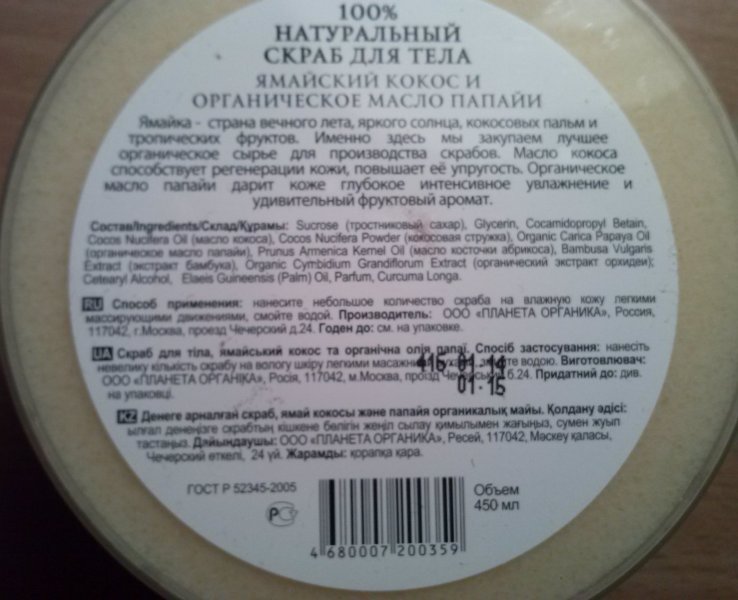 100%
НАТУРАЛЬНЫЙ
СКРАБ ДЛЯ ТЕЛА
ЯМАЙСКИЙ КОКОС И
ОРГАНИЧЕСКОЕ МАСЛО ПАПАЙИ
Ямайка - страна вечного лета, яркого солнца, кокосовых пальм и
тропических фруктов. Именно здесь мы закупаем лучшее
органическое сырье для производства скрабов. Масло кокоса
способствует регенерации кожи, повышает её упругость. Органическое
масло папайи дарит коже глубокое интенсивное увлажнение и
удивительный фруктовый аромат.
Состав/Ingredients/Склад/Құрамы: Sucrose (тростниковый сахар), Glycerin, Cocamidopropyl Betain,
Cocos Nucifera Oil (масло кокоса), Cocos Nucifera Powder (кокосовая стружка), Organic Carica Papaya Oil
(органическое масло папайи), Prunus Armenica Kernel Oil (масло косточки абрикоса), Bambusa Vulgaris
Extract (экстракт бамбука), Organic Cymbidium Grandiflorum Extract (органический экстракт орхидеи);
Cetearyl Alcohol, Elaeis Guineensis (Palm) Oil, Parfum, Curcuma Longa.
RU Способ применения: нанесите небольшое количество скраба на влажную кожу легкими
массирующими движениями, смойте водой. Производитель: ООО «ПЛАНЕТА ОРГАНИКА», Россия,
117042, г.Москва, проезд Чечерский д.24. Годен до: см. на упаковке.
UA Скраб для тіла, ямайський кокос та органічна олія папаї. Спосіб застосування: нанесіть
невелику кількість скрабу на вологу шкіру легкими 416 01.14 водою. Виготовлювач:
ООО «ПЛАНЕТА ОРГАНІКА», Росія, 117042, м.Москва, проїзд 01.15 б.24. Придатний до: див.
на упаковці.
KZ Денеге арналған скраб, ямай кокосы және папайя органикалық майы. Қолдану әдісі:
ылғал денеңізге скрабтың кішкене бөлігін жеңіл сылау қимылымен жағыңыз, сумен жуып
тастаңыз. Дайындаушы: ООО «ПЛАНЕТА ОРГАНИКА», Ресей, 117042, Мәскеу қаласы,
Чечерский өткелі, 24 үй. Жарамды: қорапқа қара.
ГОСТ Р 52345-2005
Объем
450 мл
4 680007 200359